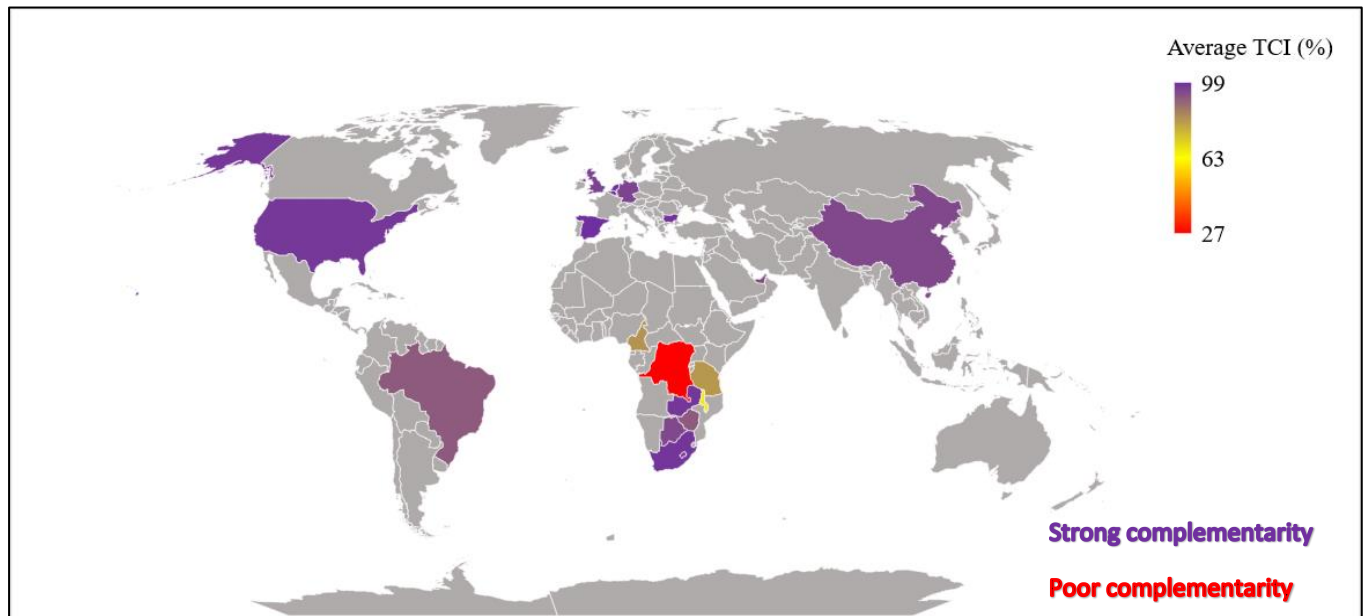 Average TCI (%)
99
63
27
Strong complementarity
Poor complementarity